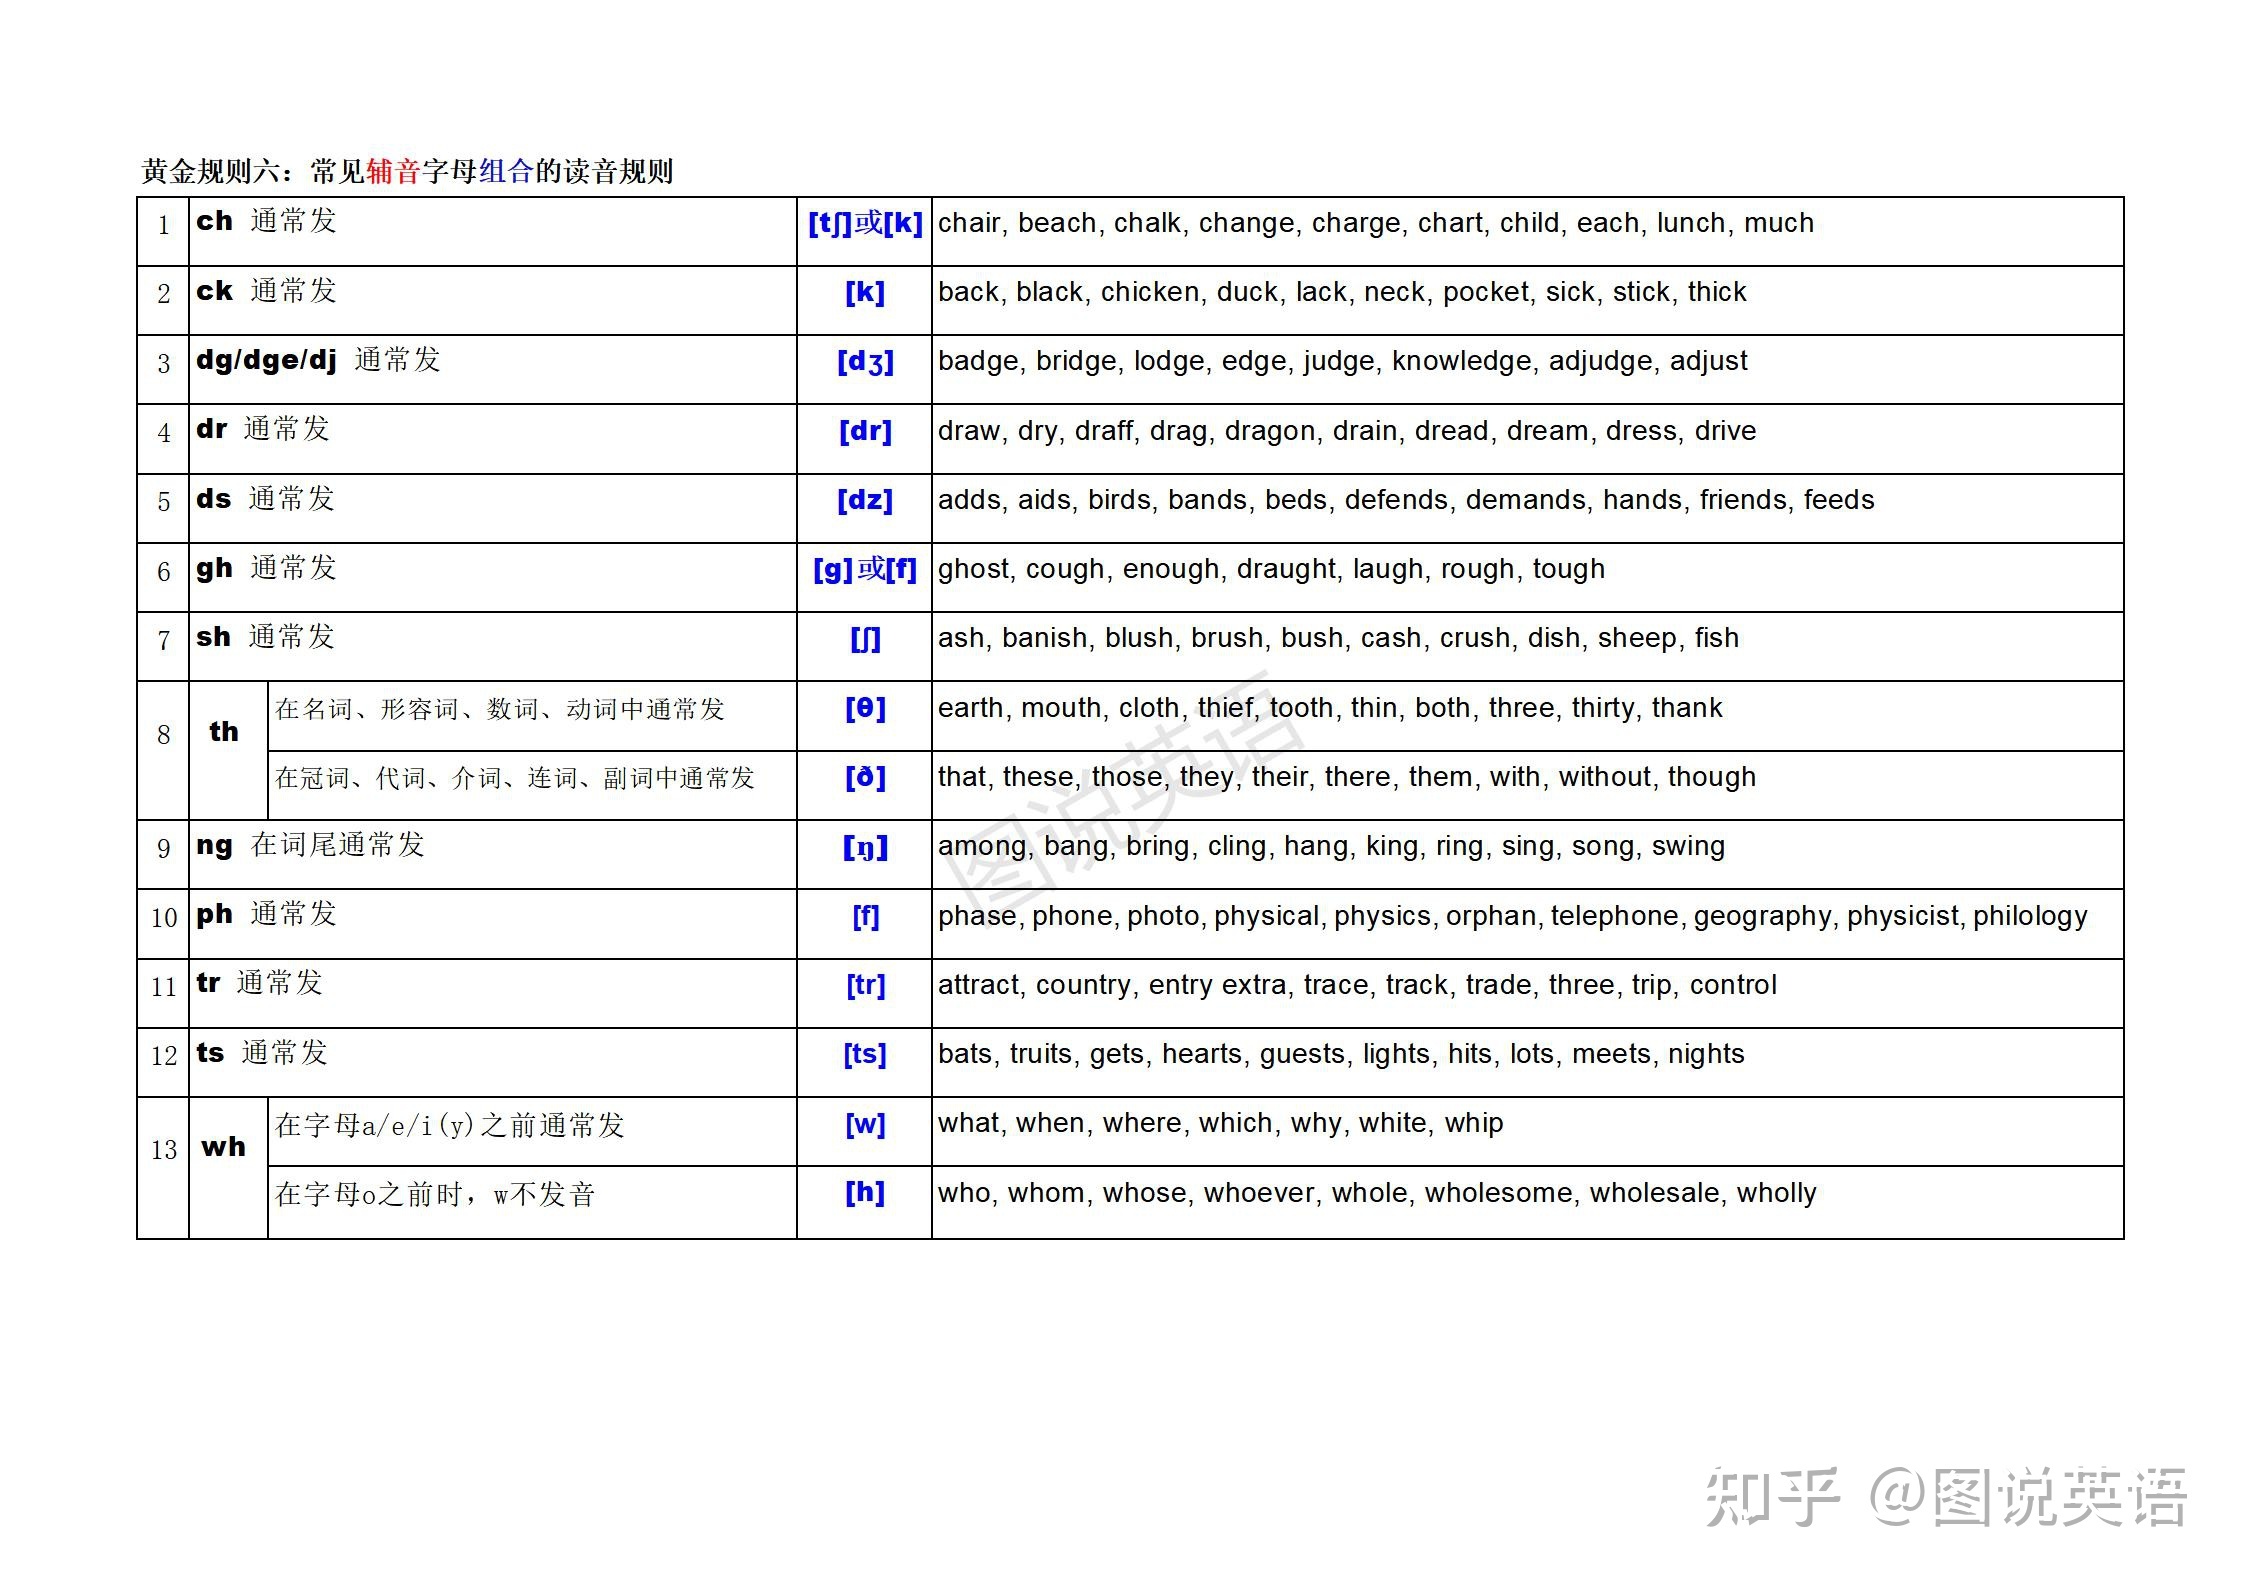 黄金规则六：常见辅音字母组合的读音规则
1 ch 通常发 [tʃ]或[k] chair, beach, chalk, change, charge, chart, child, each, lunch, much
2 ck 通常发 [k] back, black, chicken, duck, lack, neck, pocket, sick, stick, thick
3 dg/dge/dj 通常发 [dʒ] badge, bridge, lodge, edge, judge, knowledge, adjudge, adjust
4 dr 通常发 [dr] draw, dry, draff, drag, dragon, drain, dread, dream, dress, drive
5 ds 通常发 [dz] adds, aids, birds, bands, beds, defends, demands, hands, friends, feeds
6 gh 通常发 [g]或[f] ghost, cough, enough, draught, laugh, rough, tough
7 sh 通常发 [ʃ] ash, banish, blush, brush, bush, cash, crush, dish, sheep, fish
8 th 在名词、形容词、数词、动词中通常发 [θ] earth, mouth, cloth, thief, tooth, thin, both, three, thirty, thank
在冠词、代词、介词、连词、副词中通常发 [ð] that, these, those, they, their, there, them, with, without, though
9 ng 在词尾通常发 [ŋ] among, bang, bring, cling, hang, king, ring, sing, song, swing
10 ph 通常发 [f] phase, phone, photo, physical, physics, orphan, telephone, geography, physicist, philology
11 tr 通常发 [tr] attract, country, entry extra, trace, track, trade, three, trip, control
12 ts 通常发 [ts] bats, truits, gets, hearts, guests, lights, hits, lots, meets, nights
13 wh 在字母a/e/i(y)之前通常发 [w] what, when, where, which, why, white, whip
在字母o之前时，w不发音 [h] who, whom, whose, whoever, whole, wholesome, wholesale, wholly
图说英语
知乎 @图说英语